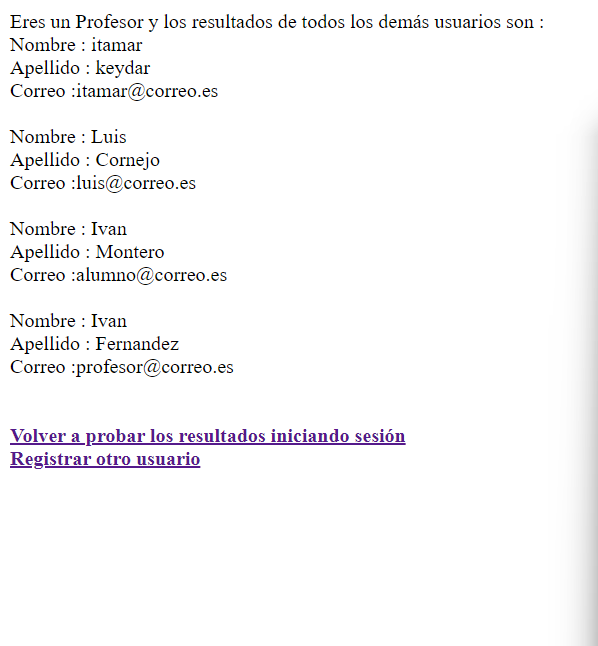 Eres un Profesor y los resultados de todos los demás usuarios son :
Nombre : itamar
Apellido : keydar
Correo :itamar@correo.es
Nombre : Luis
Apellido : Cornejo
Correo :luis@correo.es
Nombre : Ivan
Apellido : Montero
Correo :alumno@correo.es
Nombre : Ivan
Apellido : Fernandez
Correo :profesor@correo.es
Volver a probar los resultados iniciando sesión
Registrar otro usuario